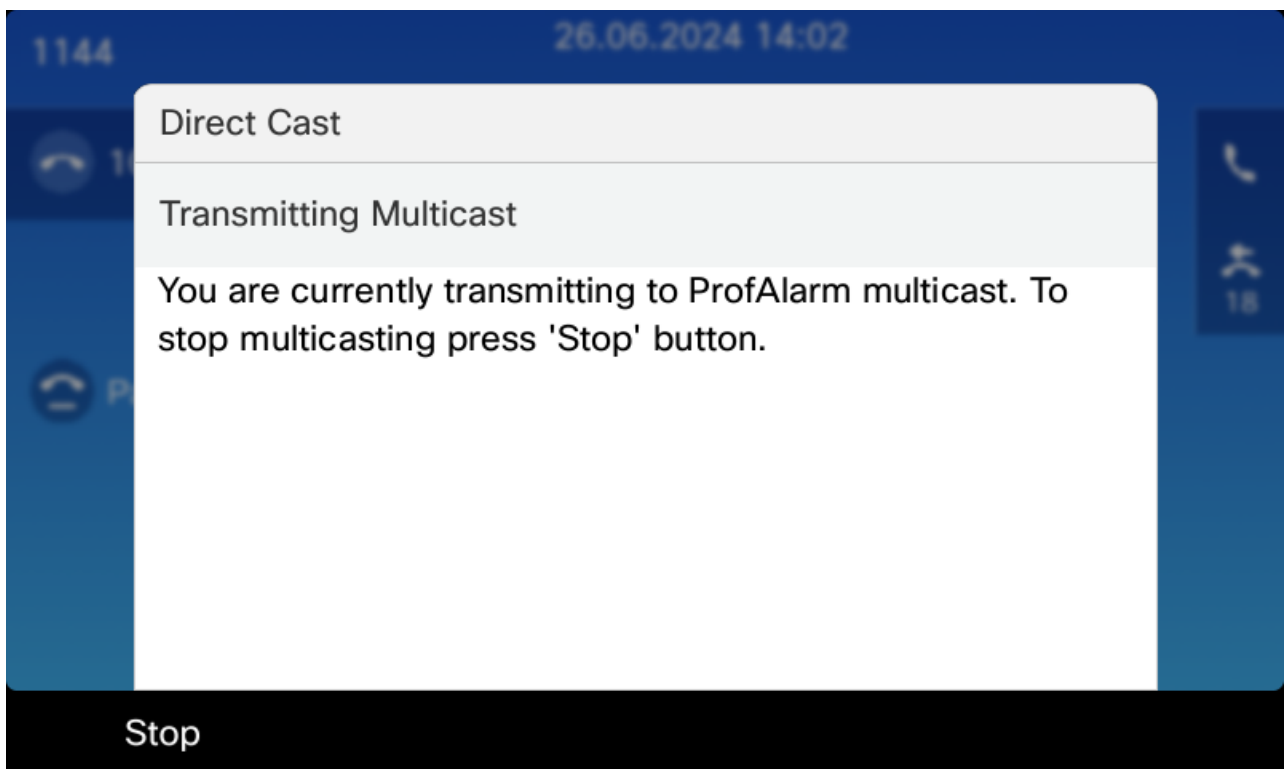 1144
26.06.2024 14:02
Direct Cast
Transmitting Multicast
You are currently transmitting to ProfAlarm multicast. To
stop multicasting press 'Stop' button.
18
Stop